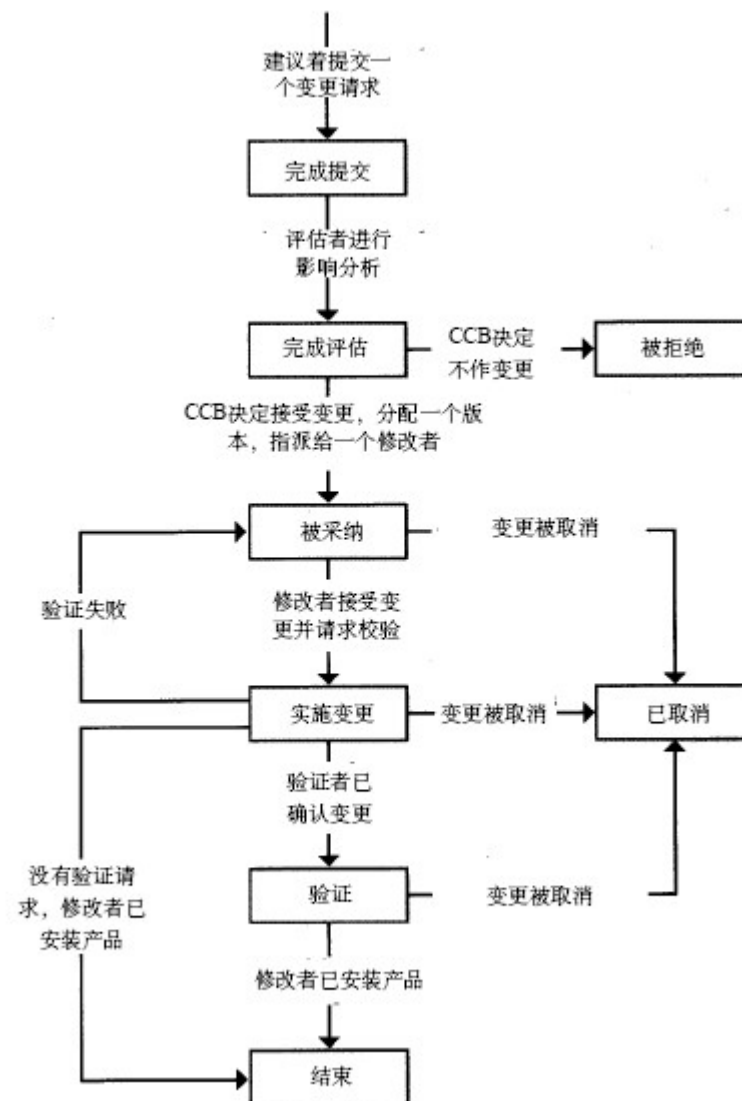 建议着提交一
个变更请求
完成提交
评估者进行
影响分析
完成评估
CCB决定
不作变更
被拒绝
CCB决定接受变更，分配一个版
本，指派给一个修改者
被采纳
变更被取消
验证失败
修改者接受变
更并请求校验
实施变更
变更被取消
已取消
验证者已
确认变更
没有验证请
求，修改者已
安装产品
验证
变更被取消
修改者已安装产品
结束